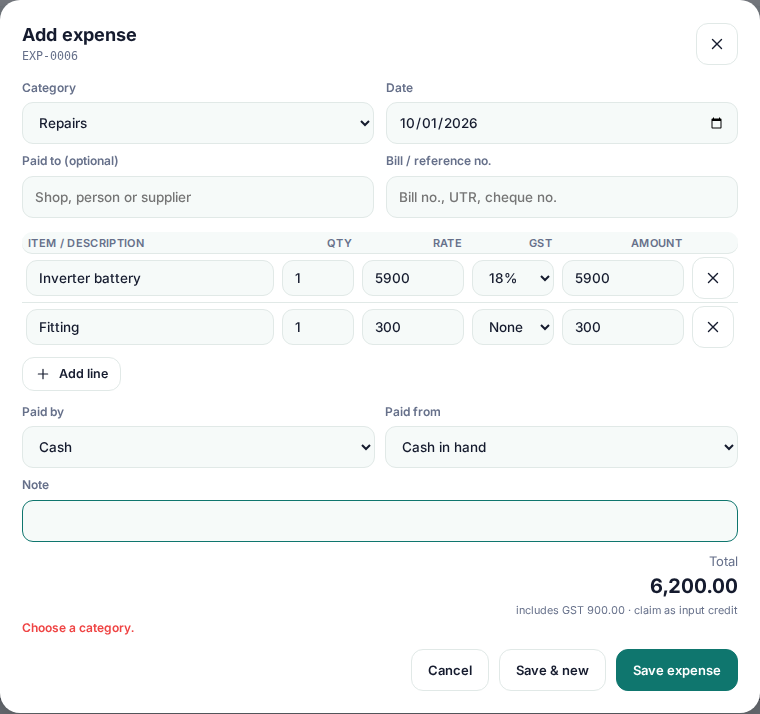 Add expense
EXP-0006
Category
Date
Repairs
10/01/2026
Paid to (optional)
Bill / reference no.
Shop, person or supplier
Bill no., UTR, cheque no.
ITEM / DESCRIPTION QTY RATE GST AMOUNT
Inverter battery 1 5900 18% 5900
Fitting 1 300 None 300
Add line
Paid by
Paid from
Cash
Cash in hand
Note
Total
6,200.00
includes GST 900.00 · claim as input credit
Choose a category.
Cancel Save & new Save expense